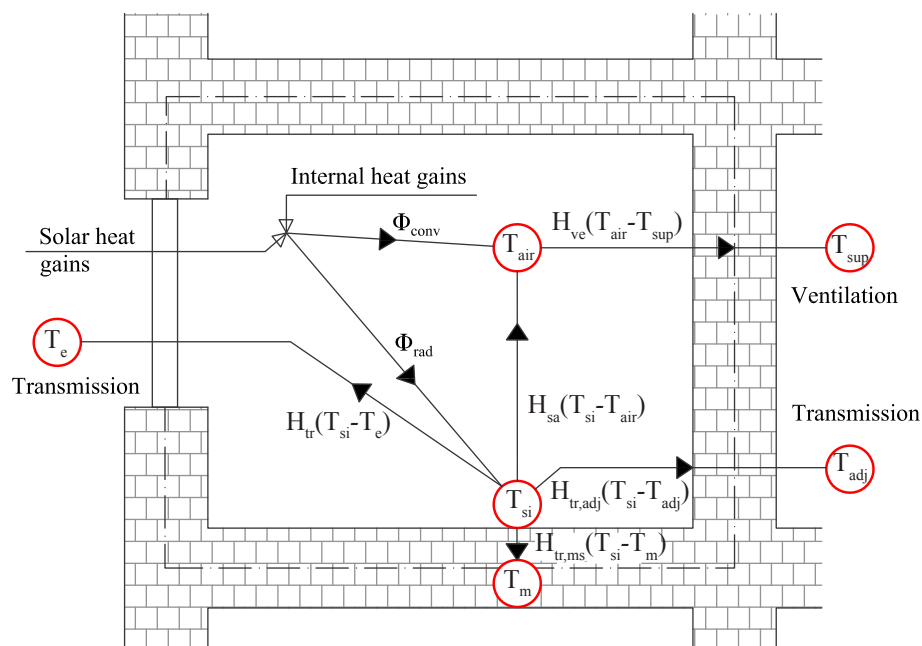 Internal heat gains
Φconv
Hve(Tair-Tsup)
Solar heat
gains
Tair
Tsup
Ventilation
Te
Φrad
Transmission
Htr(Tsi-Te)
Hsa(Tsi-Tair)
Transmission
Tadj
Htr,adj(Tsi-Tadj)
Tsi
Htr,ms(Tsi-Tm)
Tm